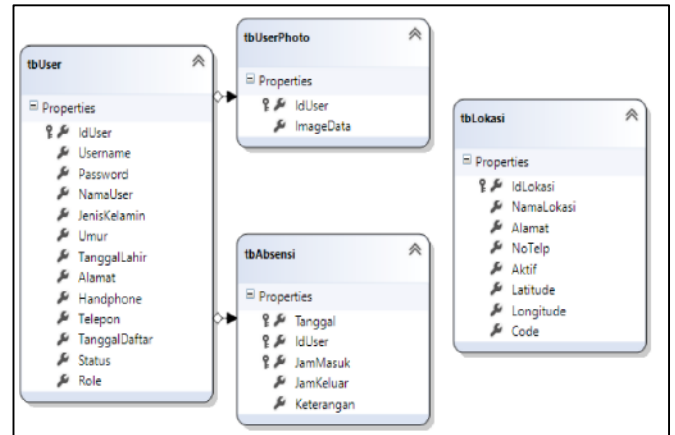 tbUser
Properties
IdUser
Username
Password
NamaUser
JenisKelamin
Umur
TanggalLahir
Alamat
Handphone
Telepon
TanggalDaftar
Status
Role
tbUserPhoto
Properties
IdUser
ImageData
tbAbsensi
Properties
Tanggal
IdUser
JamMasuk
JamKeluar
Keterangan
tbLokasi
Properties
IdLokasi
NamaLokasi
Alamat
NoTelp
Aktif
Latitude
Longitude
Code